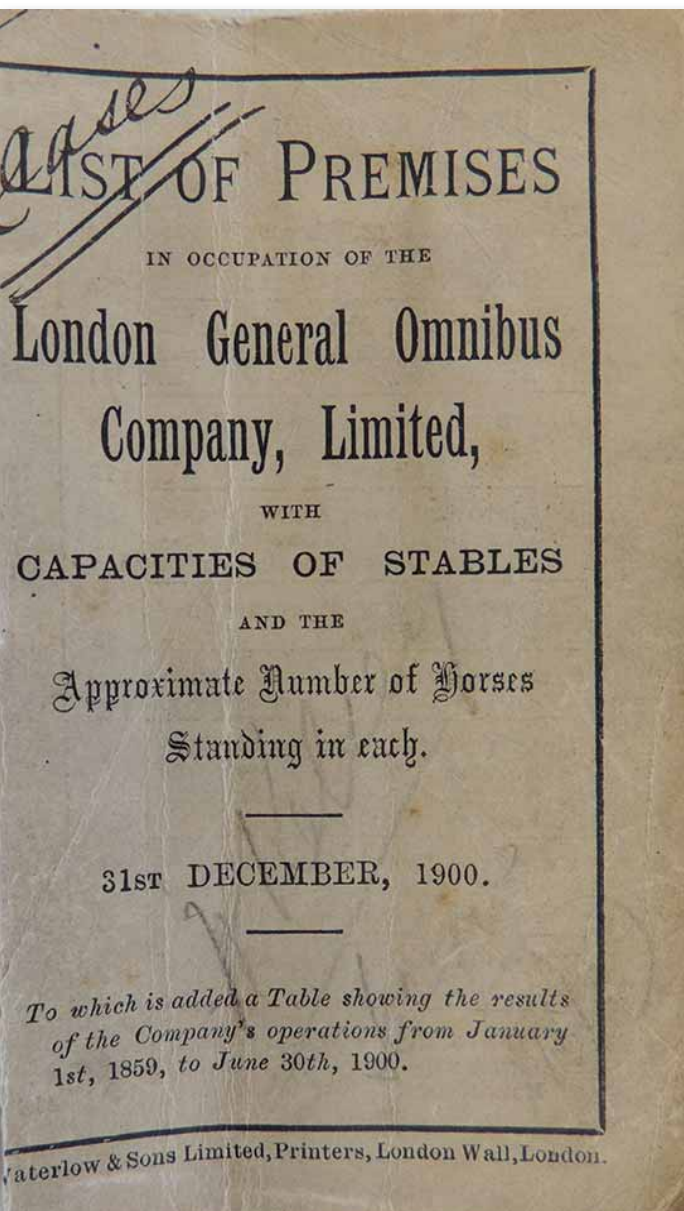 LIST OF PREMISES
IN OCCUPATION OF THE
London General Omnibus
Company, Limited,
WITH
CAPACITIES OF STABLES
AND THE
Approximate Number of Horses
Standing in each.
31ST DECEMBER, 1900.
To which is added a Table showing the results
of the Company's operations from January
1st, 1859, to June 30th, 1900.
aterlow & Sons Limited, Printers, London Wall, London.